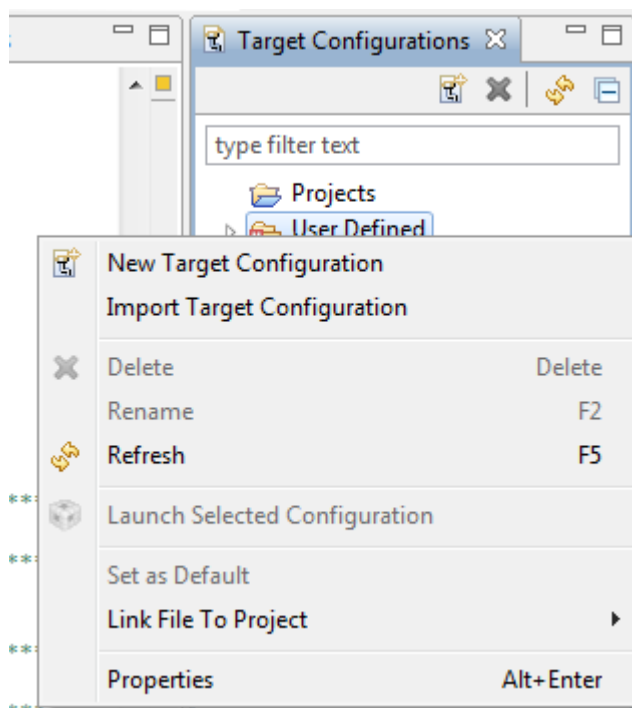 Target Configurations
type filter text
Projects
User Defined
New Target Configuration
Import Target Configuration
Delete Delete
Rename F2
Refresh F5
Launch Selected Configuration
Set as Default
Link File To Project
Properties Alt+Enter